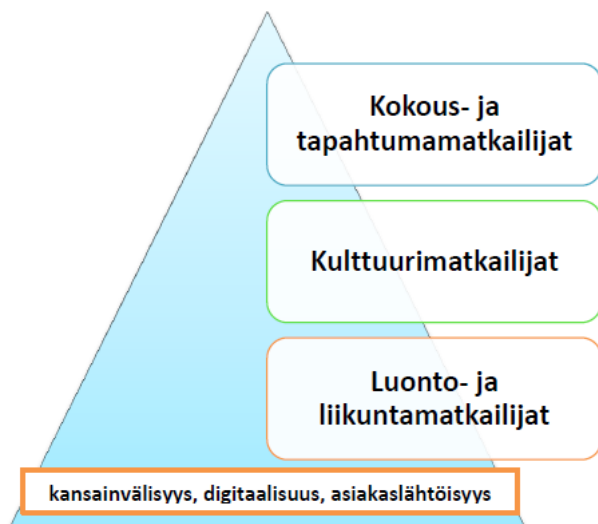 Kokous- ja
tapahtumamatkailijat
Kulttuurimatkailijat
Luonto- ja
liikuntamatkailijat
kansainvälisyys, digitaalisuus, asiakaslähtöisyys